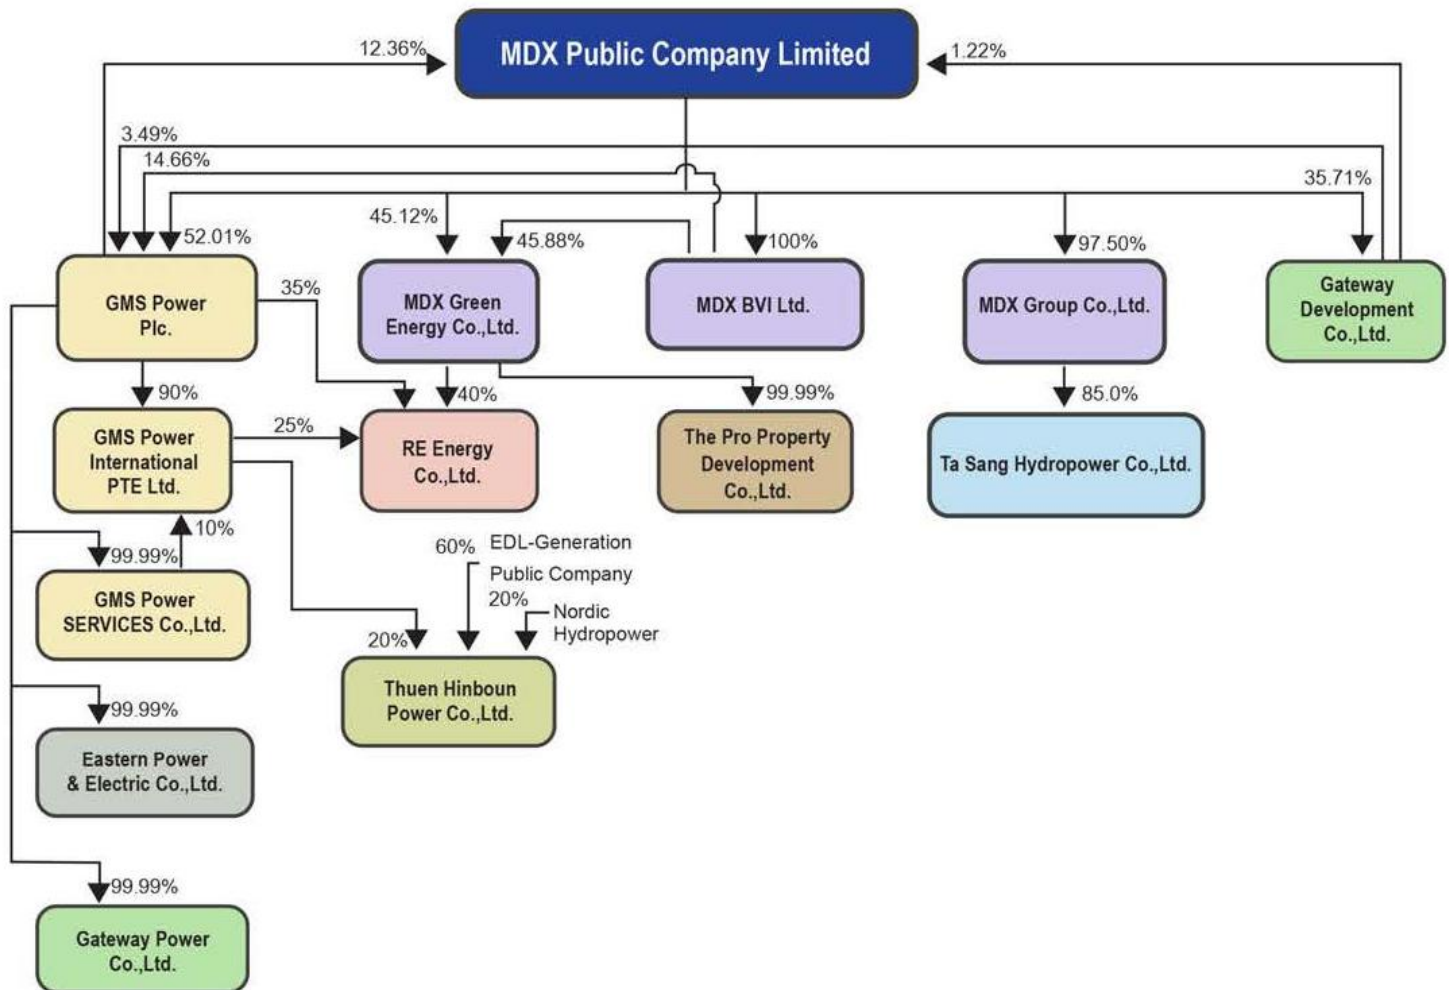 MDX Public Company Limited
12.36%
1.22%
3.49%
14.66%
35.71%
45.12%
52.01%
45.88%
100%
97.50%
GMS Power
Plc.
35%
MDX Green
Energy Co.,Ltd.
MDX BVI Ltd.
MDX Group Co.,Ltd.
Gateway
Development
Co.,Ltd.
90%
40%
99.99%
85.0%
GMS Power
International
PTE Ltd.
25%
RE Energy
Co.,Ltd.
The Pro Property
Development
Co.,Ltd.
Ta Sang Hydropower Co.,Ltd.
10%
99.99%
60%
EDL-Generation
Public Company
20%
Nordic
Hydropower
GMS Power
SERVICES Co.,Ltd.
20%
Thuen Hinboun
Power Co.,Ltd.
99.99%
Eastern Power
& Electric Co.,Ltd.
99.99%
Gateway Power
Co.,Ltd.